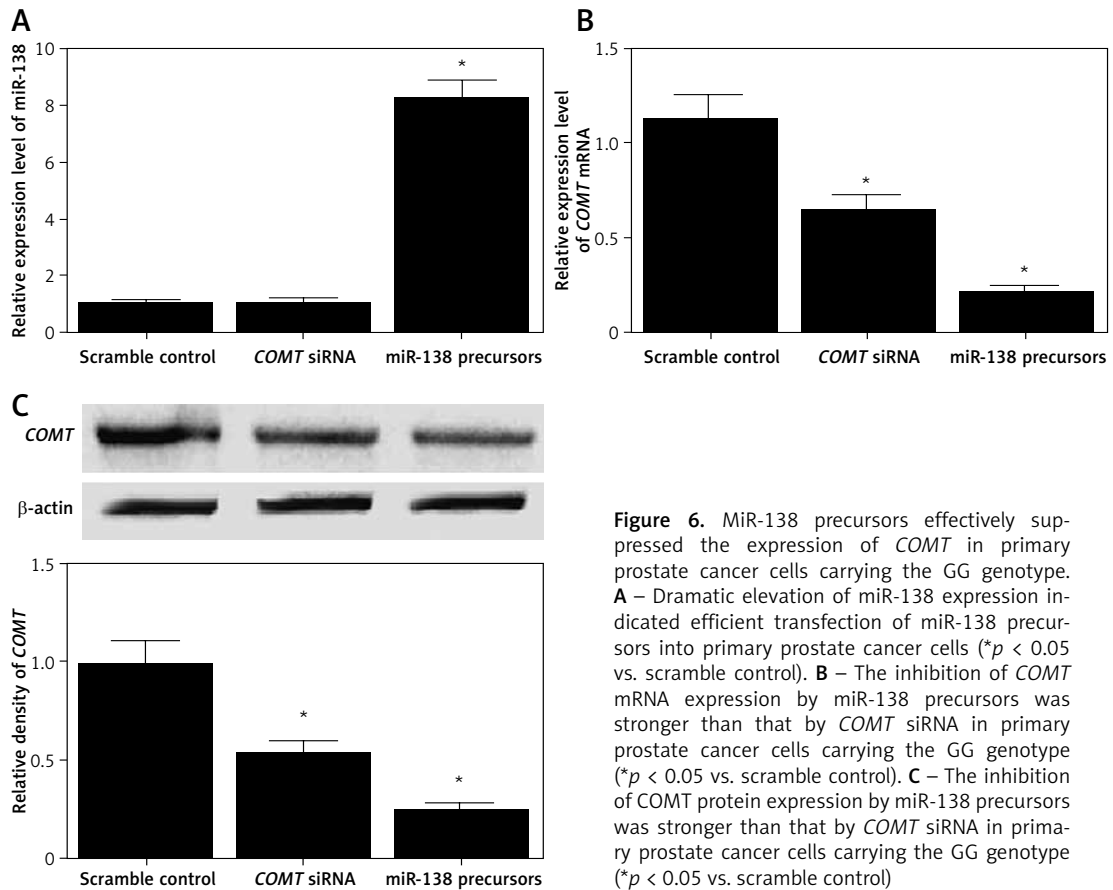 A
Relative expression level of miR-138
10
8
6
4
2
0
*
Scramble control
COMT siRNA
miR-138 precursors
B
Relative expression level
of COMT mRNA
1.5
1.0
0.5
0
*
*
Scramble control
COMT siRNA
miR-138 precursors
C
COMT
β-actin
Relative density of COMT
1.5
1.0
0.5
0
*
*
Scramble control
COMT siRNA
miR-138 precursors
Figure 6. MiR-138 precursors effectively sup-
pressed the expression of COMT in primary
prostate cancer cells carrying the GG genotype.
A – Dramatic elevation of miR-138 expression in-
dicated efficient transfection of miR-138 precur-
sors into primary prostate cancer cells (*p < 0.05
vs. scramble control). B – The inhibition of COMT
mRNA expression by miR-138 precursors was
stronger than that by COMT siRNA in primary
prostate cancer cells carrying the GG genotype
(*p < 0.05 vs. scramble control). C – The inhibition
of COMT protein expression by miR-138 precursors
was stronger than that by COMT siRNA in prima-
ry prostate cancer cells carrying the GG genotype
(*p < 0.05 vs. scramble control)